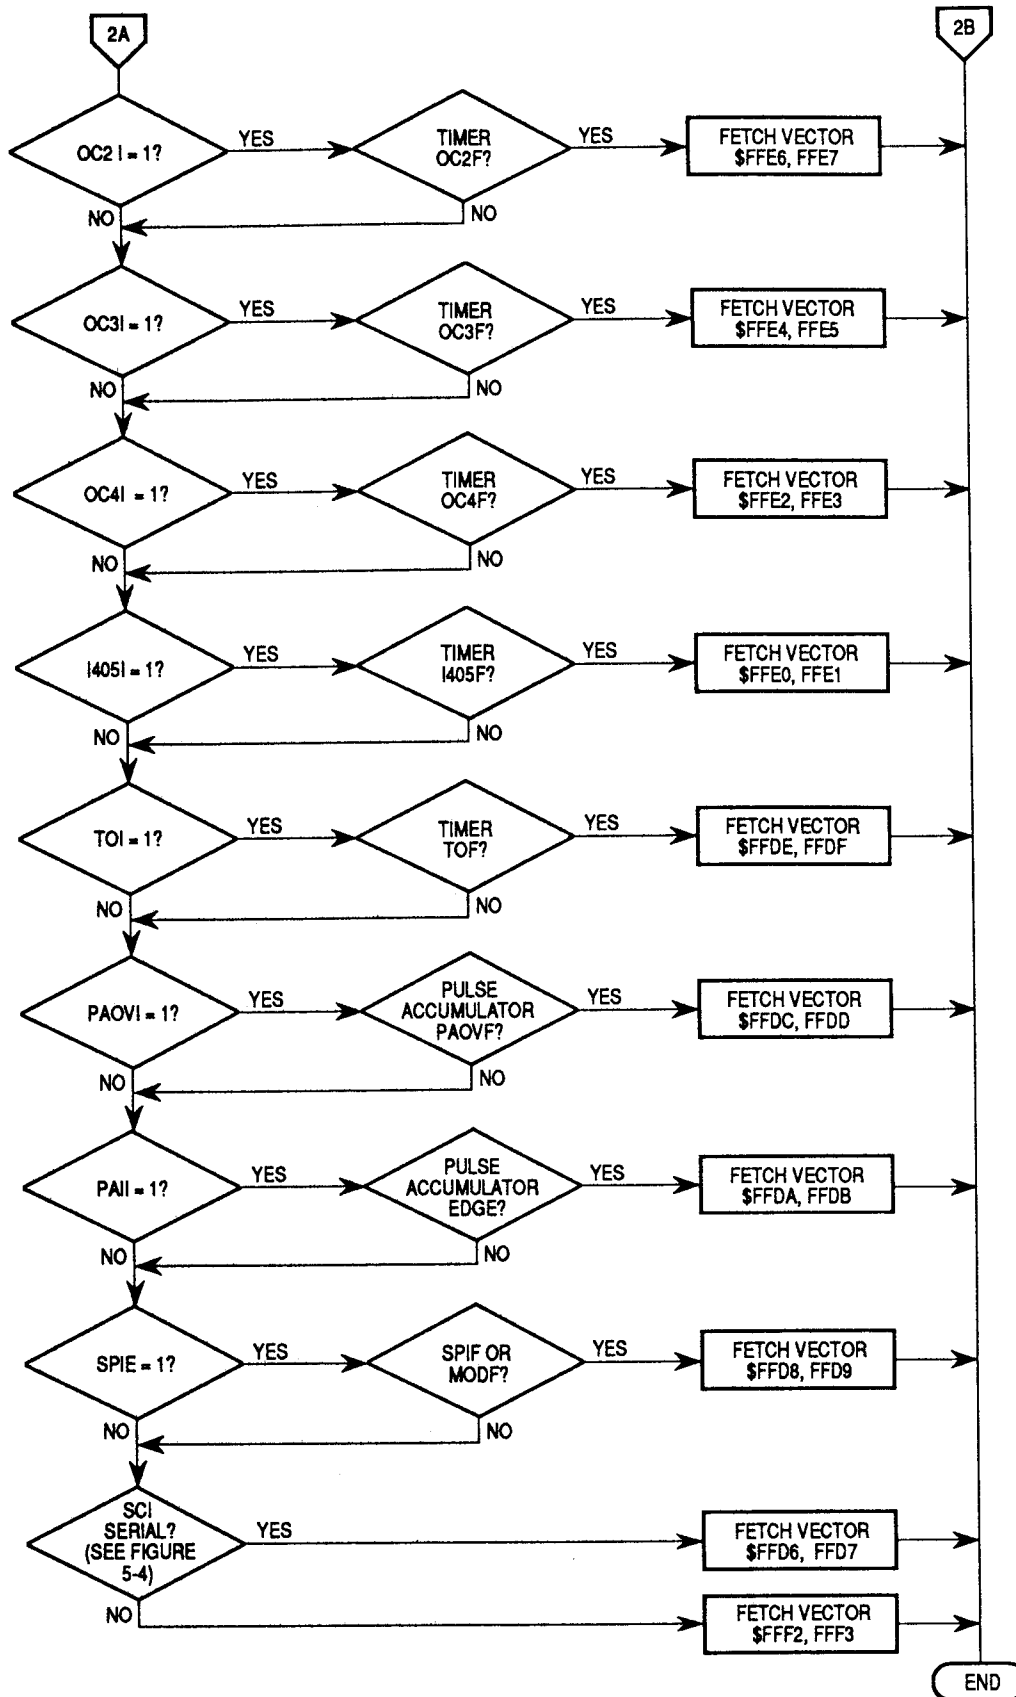 2A
2B
OC2 I = 1?
YES
TIMER
OC2F?
YES
FETCH VECTOR
$FFE6, FFE7
NO
NO
OC3I = 1?
YES
TIMER
OC3F?
YES
FETCH VECTOR
$FFE4, FFE5
NO
NO
OC4I = 1?
YES
TIMER
OC4F?
YES
FETCH VECTOR
$FFE2, FFE3
NO
NO
I405I = 1?
YES
TIMER
I405F?
YES
FETCH VECTOR
$FFE0, FFE1
NO
NO
TOI = 1?
YES
TIMER
TOF?
YES
FETCH VECTOR
$FFDE, FFDF
NO
NO
PAOVI = 1?
YES
PULSE
ACCUMULATOR
PAOVF?
YES
FETCH VECTOR
$FFDC, FFDD
NO
NO
PAII = 1?
YES
PULSE
ACCUMULATOR
EDGE?
YES
FETCH VECTOR
$FFDA, FFDB
NO
NO
SPIE = 1?
YES
SPIF OR
MODF?
YES
FETCH VECTOR
$FFD8, FFD9
NO
NO
SCI
SERIAL?
(SEE FIGURE
5-4)
YES
FETCH VECTOR
$FFD6, FFD7
NO
FETCH VECTOR
$FFF2, FFF3
END